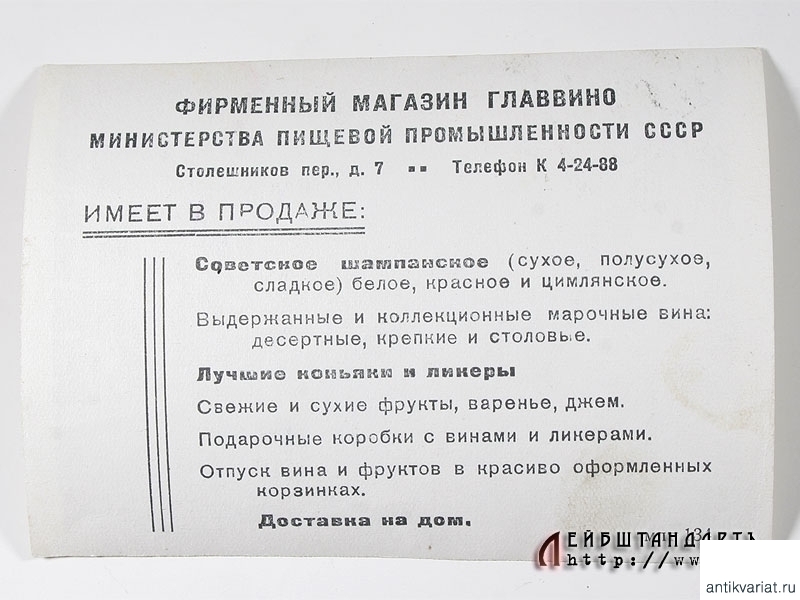 ФИРМЕННЫЙ МАГАЗИН ГЛАВВИНО
МИНИСТЕРСТВА ПИЩЕВОЙ ПРОМЫШЛЕННОСТИ СССР
Столешников пер., д. 7 ▪▪ Телефон К 4-24-88
ИМЕЕТ В ПРОДАЖЕ:
Советское шампанское (сухое, полусухое,
сладкое) белое, красное и цимлянское.
Выдержанные и коллекционные марочные вина:
десертные, крепкие и столовые.
Лучшие коньяки и ликеры
Свежие и сухие фрукты, варенье, джем.
Подарочные коробки с винами и ликерами.
Отпуск вина и фруктов в красиво оформленных
корзинках.
Доставка на дом.
ЛЕЙБШТАНДАРТЪ
http://www
antikvariat.ru